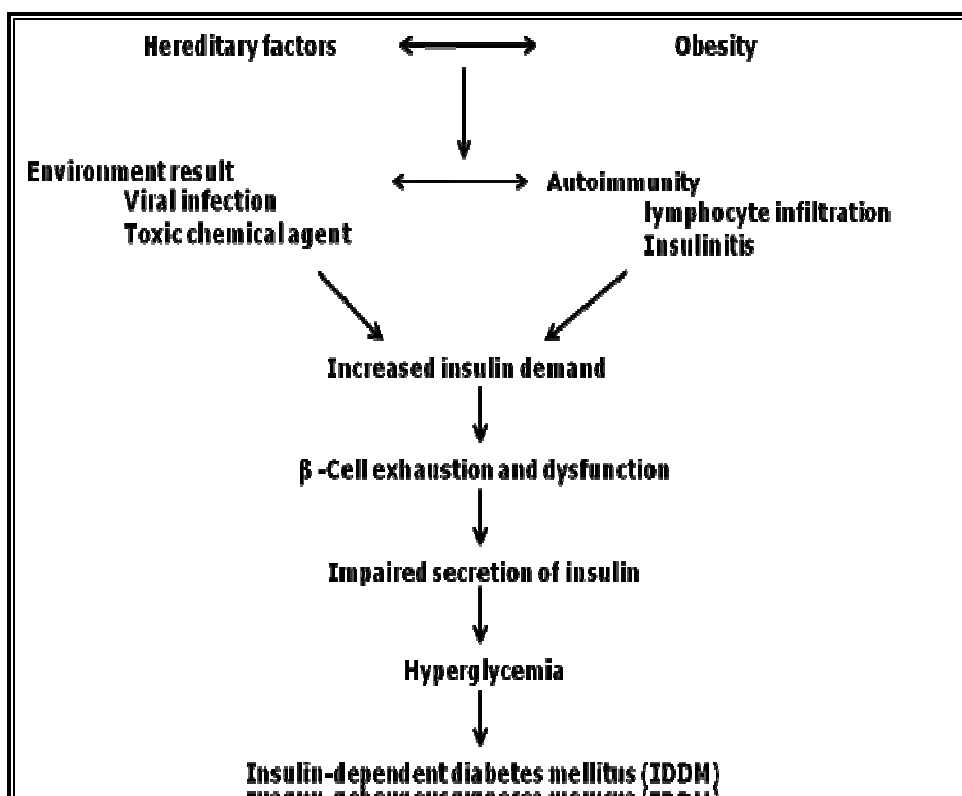 Hereditary factors Obesity
Environment result
Viral infection
Toxic chemical agent
Autoimmunity
lymphocyte infiltration
Insulinitis
Increased insulin demand
β -Cell exhaustion and dysfunction
Impaired secretion of insulin
Hyperglycemia
Insulin-dependent diabetes mellitus (IDDM)